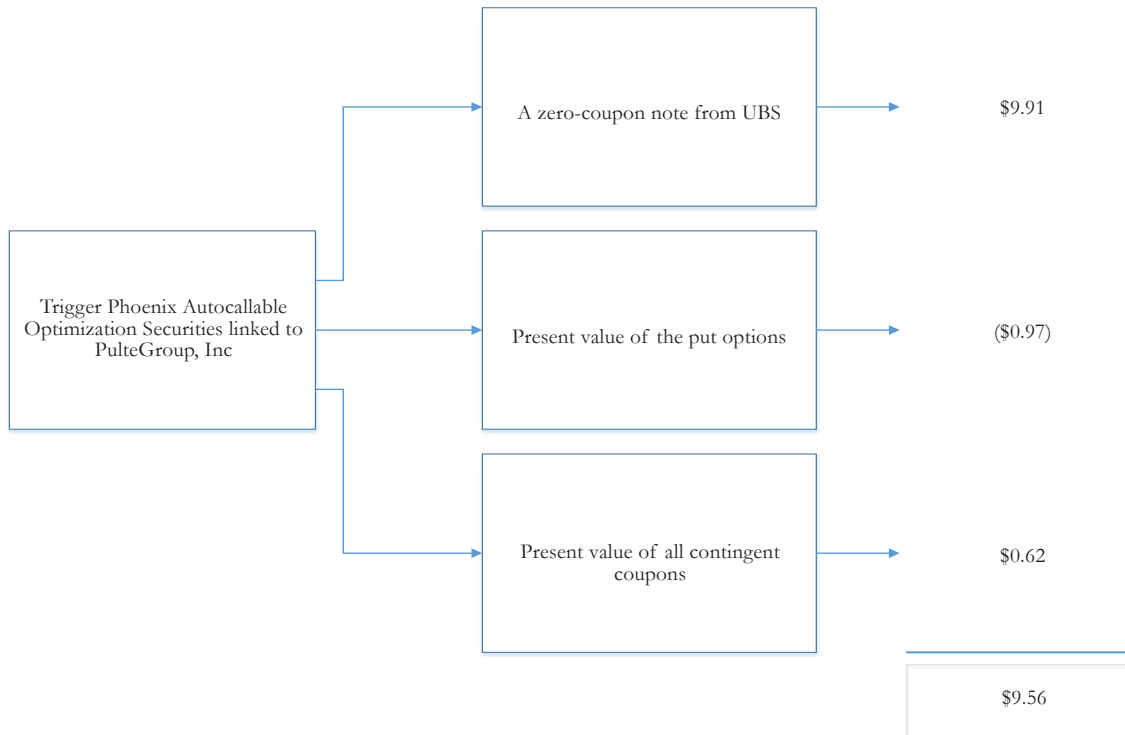 A zero-coupon note from UBS
$9.91
Trigger Phoenix Autocallable
Optimization Securities linked to
PulteGroup, Inc
Present value of the put options
($0.97)
Present value of all contingent
coupons
$0.62
$9.56